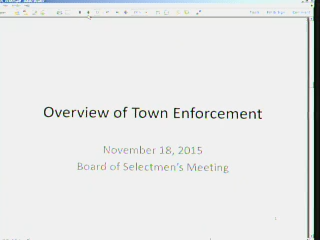 Overview of Town Enforcement
November 18, 2015
Board of Selectmen's Meeting